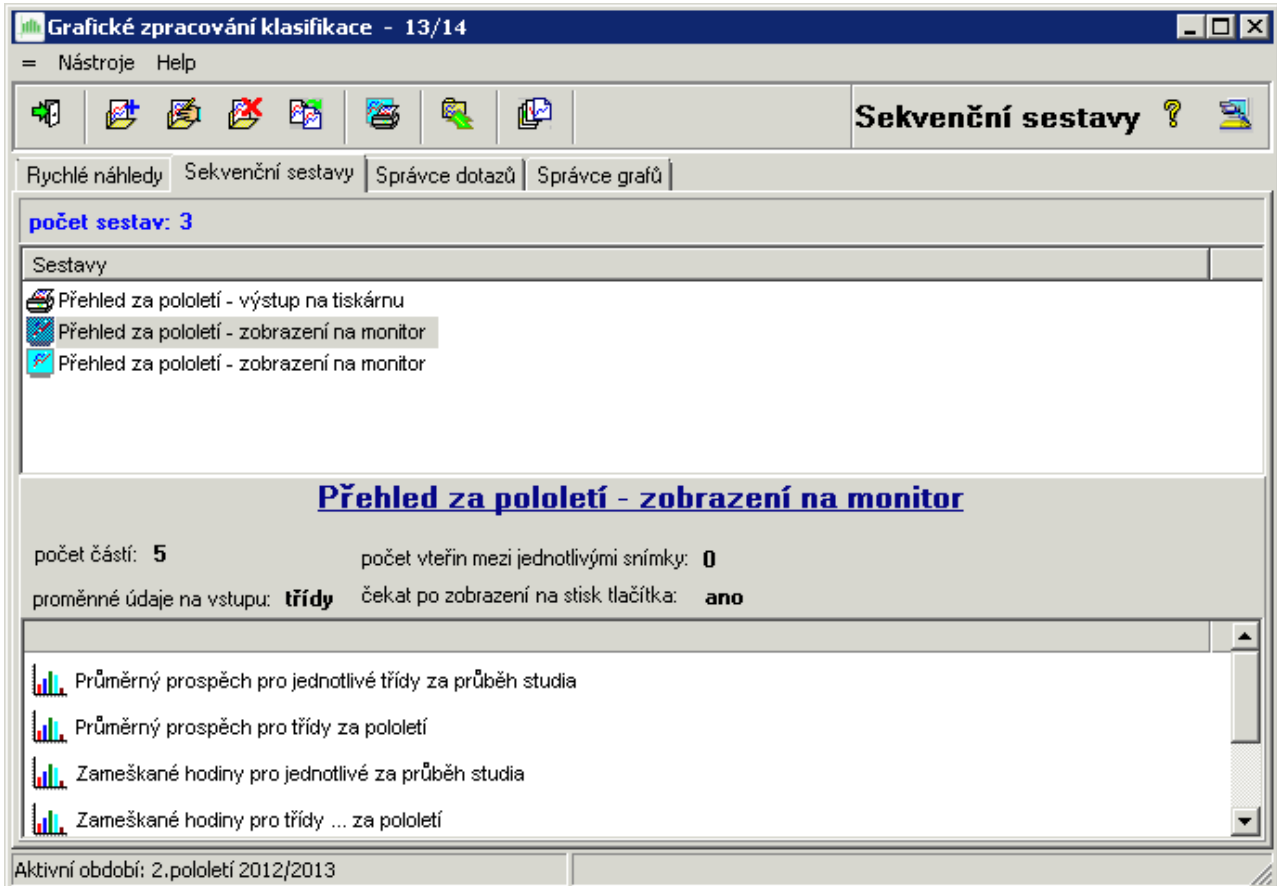 Grafické zpracování klasifikace - 13/14
= Nástroje Help
Sekvenční sestavy
Rychlé náhledy Sekvenční sestavy Správce dotazů Správce grafů
počet sestav: 3
Sestavy
Přehled za pololetí - výstup na tiskárnu
Přehled za pololetí - zobrazení na monitor
Přehled za pololetí - zobrazení na monitor
Přehled za pololetí - zobrazení na monitor
počet částí: 5 počet vteřin mezi jednotlivými snímky: 0
proměnné údaje na vstupu: třídy čekat po zobrazení na stisk tlačítka: ano
Průměrný prospěch pro jednotlivé třídy za průběh studia
Průměrný prospěch pro třídy za pololetí
Zameškané hodiny pro jednotlivé za průběh studia
Zameškané hodiny pro třídy ... za pololetí
Aktivní období: 2.pololetí 2012/2013